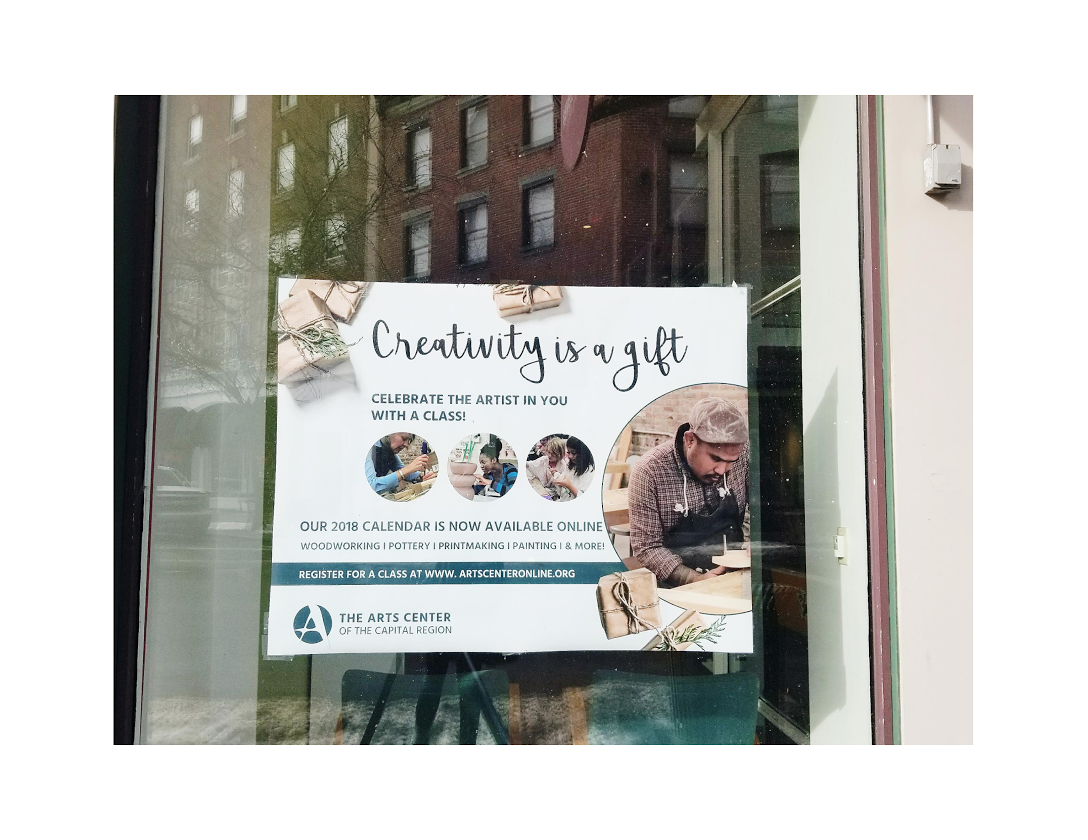 Creativity is a gift
CELEBRATE THE ARTIST IN YOU
WITH A CLASS!
OUR 2018 CALENDAR IS NOW AVAILABLE ONLINE
WOODWORKING | POTTERY | PRINTMAKING | PAINTING | & MORE!
REGISTER FOR A CLASS AT WWW. ARTSCENTERONLINE.ORG
THE ARTS CENTER
OF THE CAPITAL REGION